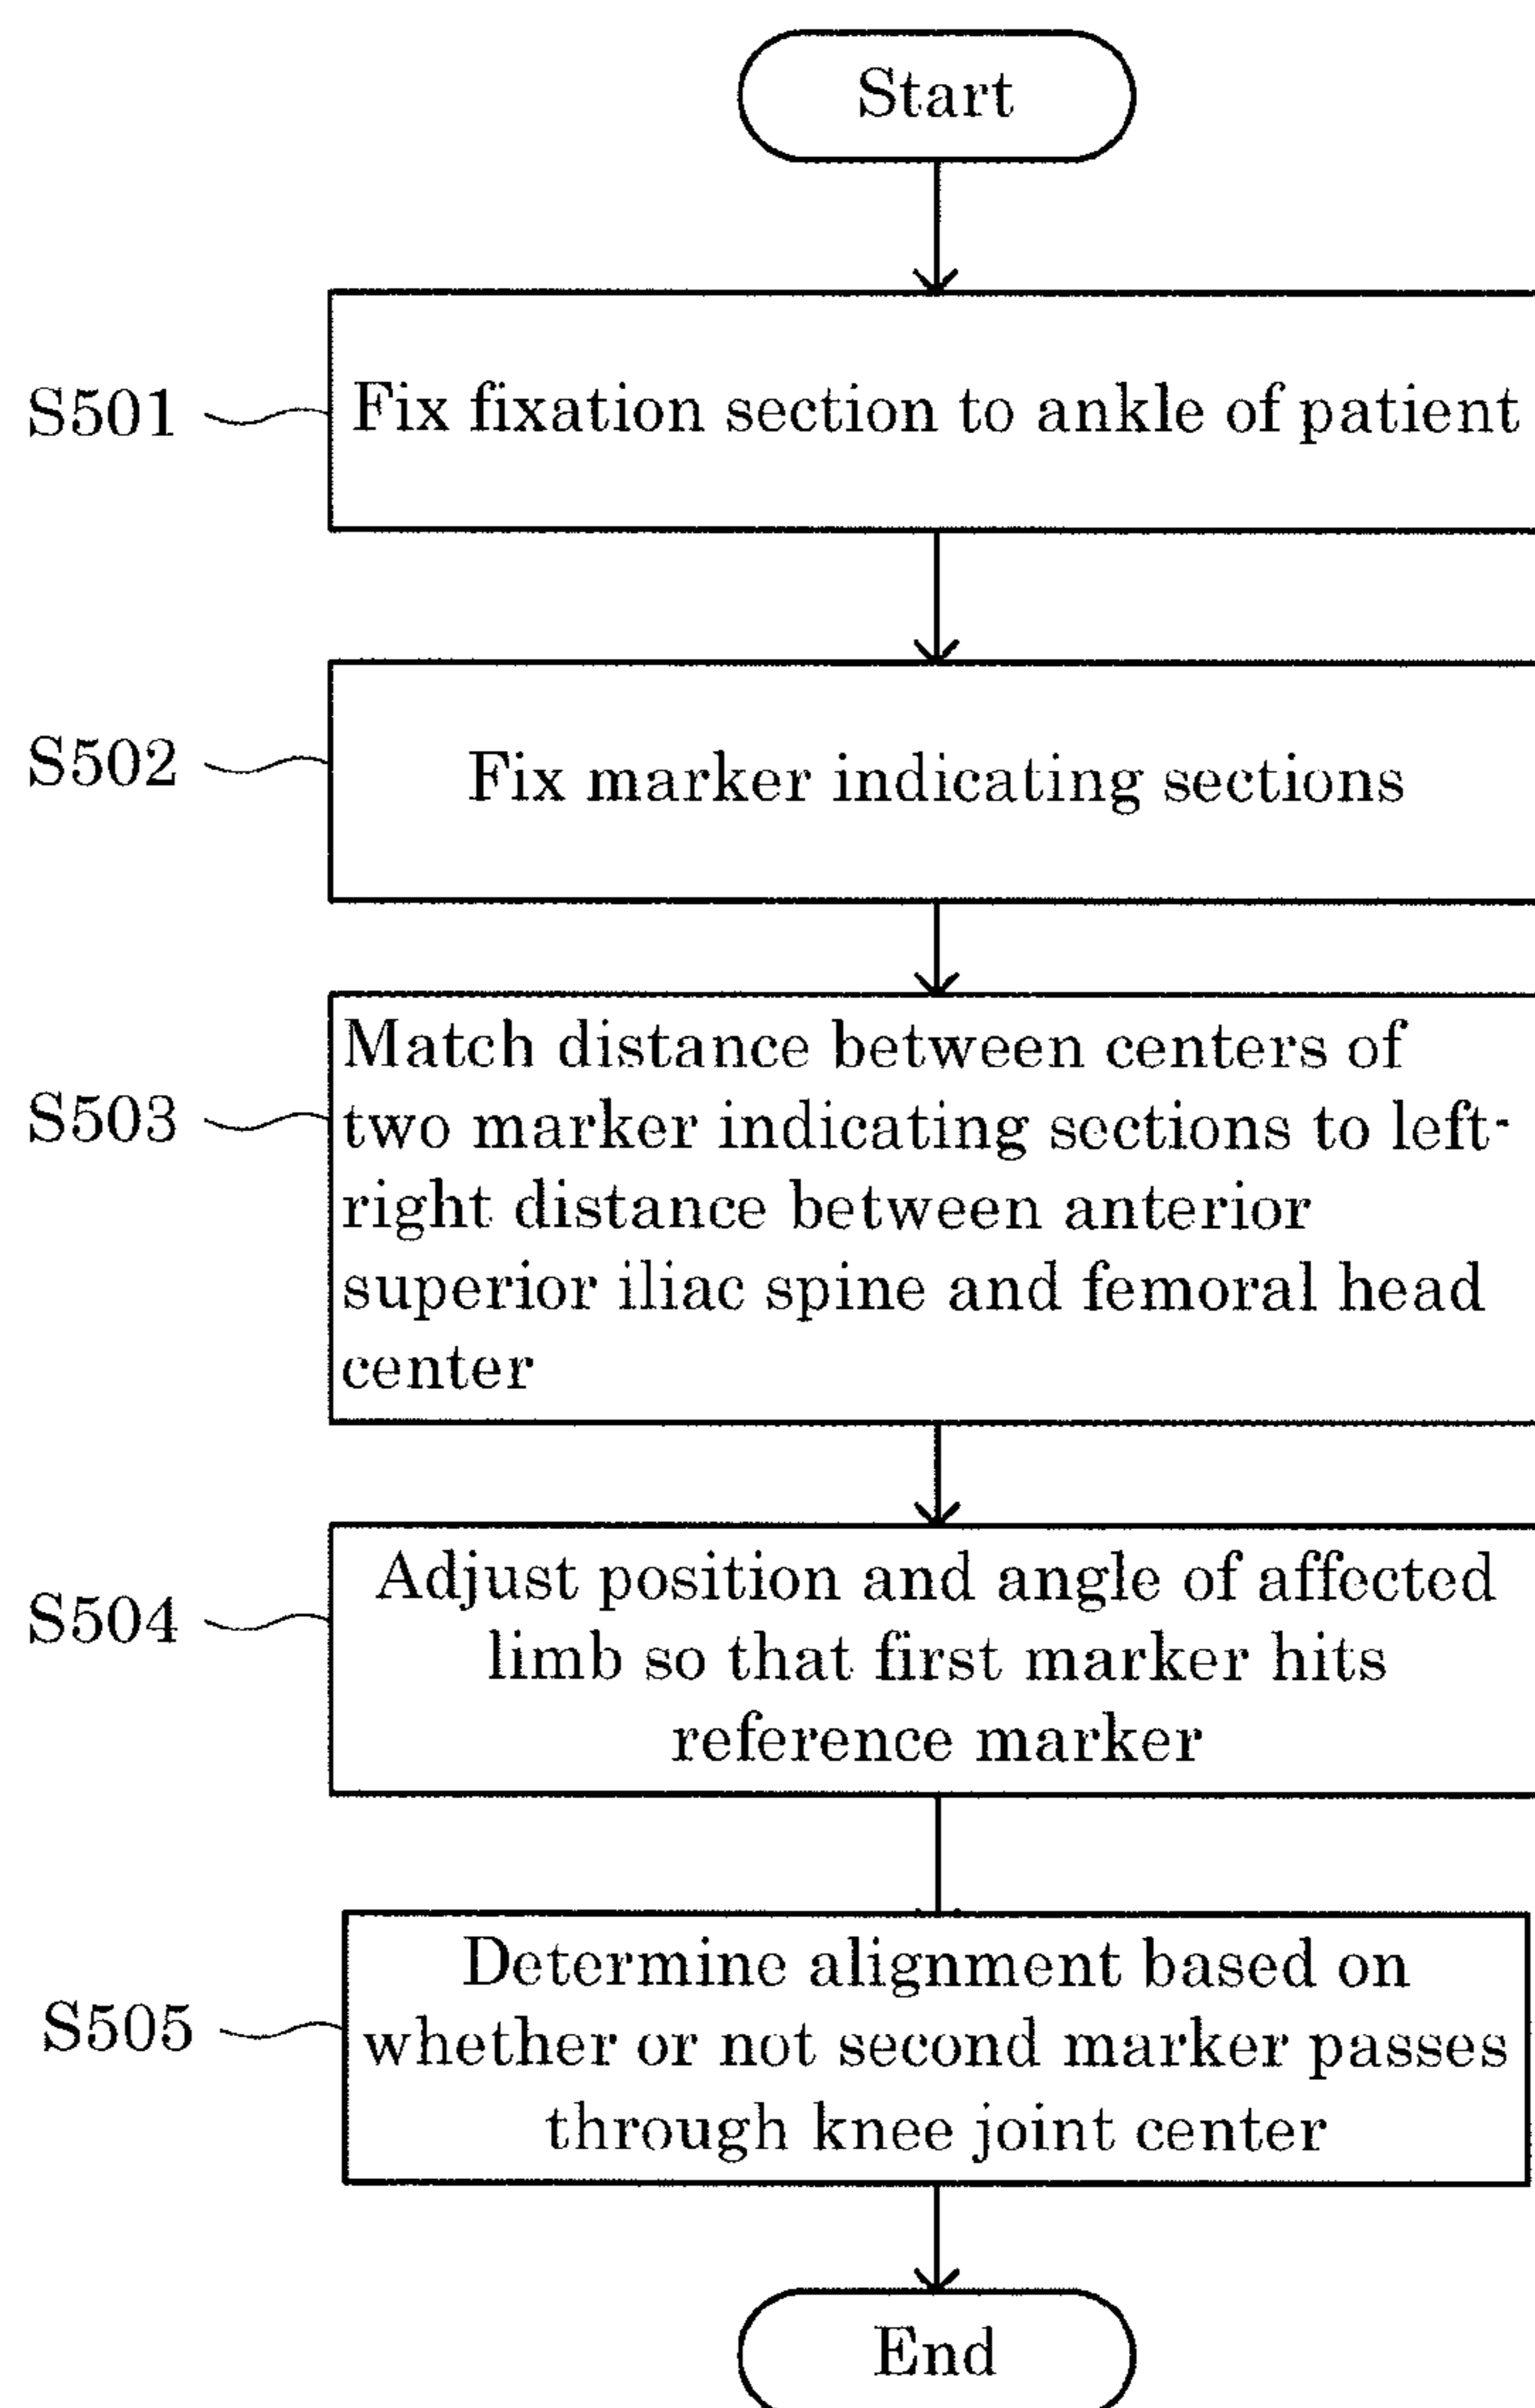 Start
S501
Fix fixation section to ankle of patient
S502
Fix marker indicating sections
S503
Match distance between centers of
two marker indicating sections to left-
right distance between anterior
superior iliac spine and femoral head
center
S504
Adjust position and angle of affected
limb so that first marker hits
reference marker
S505
Determine alignment based on
whether or not second marker passes
through knee joint center
End